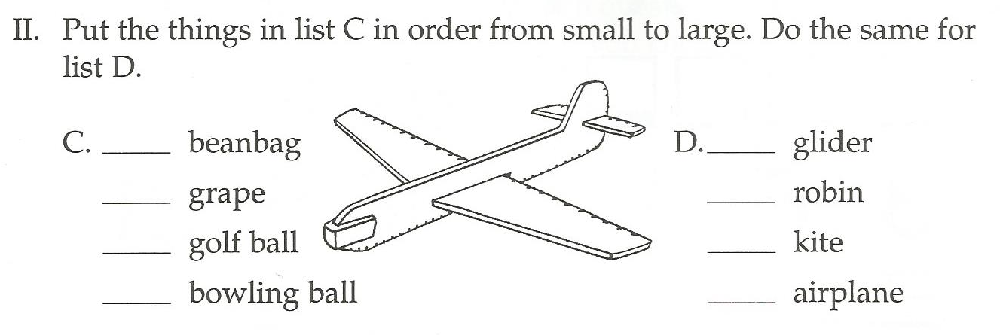 II. Put the things in list C in order from small to large. Do the same for
list D.
C. _____ beanbag
_____ grape
_____ golf ball
_____ bowling ball
D. _____ glider
_____ robin
_____ kite
_____ airplane